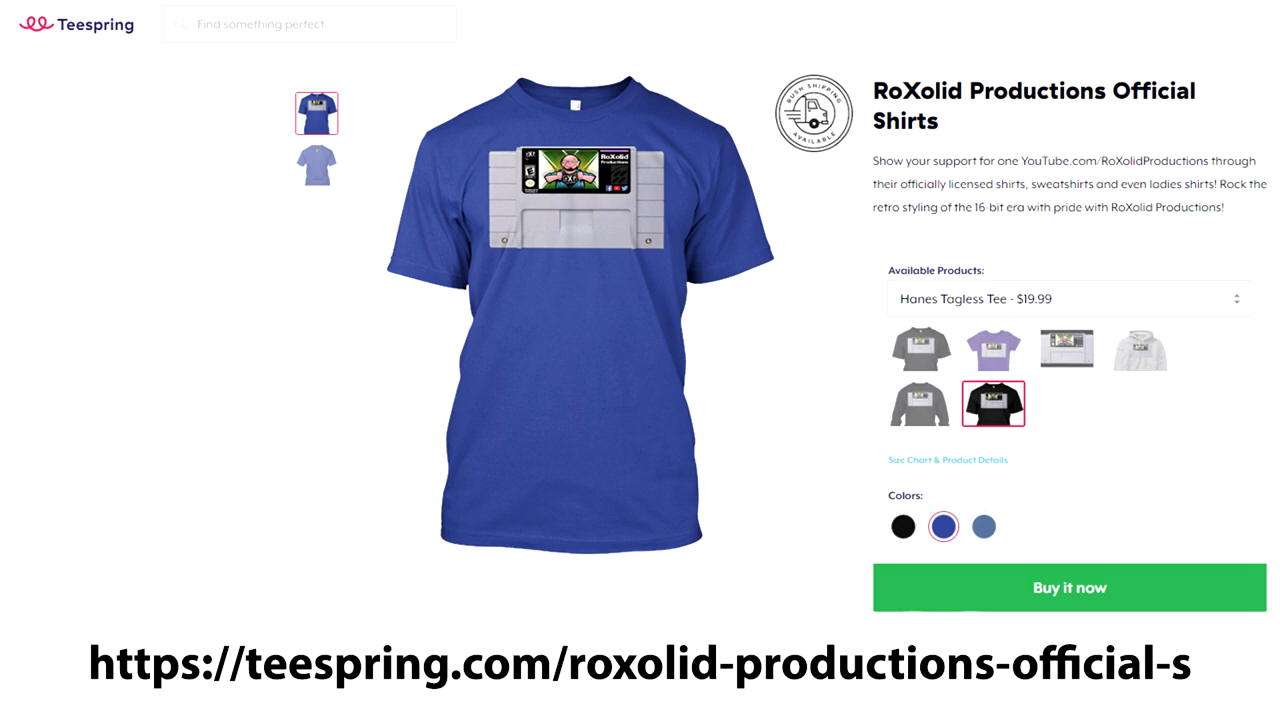 Teespring
Find something perfect.
RUSH SHIPPING
AVAILABLE
RoXolid
Productions
RoXolid Productions Official
Shirts
Show your support for one YouTube.com/RoXolidProductions through
their officially licensed shirts, sweatshirts and even ladies shirts! Rock the
retro styling of the 16-bit era with pride with RoXolid Productions!
Available Products:
Hanes Tagless Tee - $19.99
Size Chart & Product Details
Colors:
Buy it now
https://teespring.com/roxolid-productions-official-s